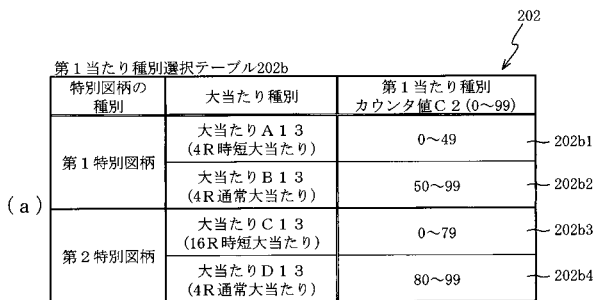 202
第1当たり種別選択テーブル202b
特別図柄の
種別
大当たり種別
第1当たり種別
カウンタ値C2(0～99)
(a)
第1特別図柄
大当たりA13
(4R時短大当たり)
0～49
202b1
大当たりB13
(4R通常大当たり)
50～99
202b2
第2特別図柄
大当たりC13
(16R時短大当たり)
0～79
202b3
大当たりD13
(4R通常大当たり)
80～99
202b4